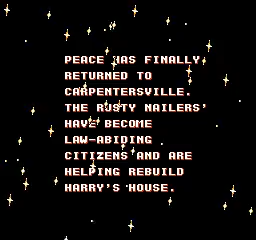 PEACE HAS FINALLY
RETURNED TO
CARPENTERSVILLE.
THE RUSTY NAILERS'
HAVE BECOME
LAW-ABIDING
CITIZENS AND ARE
HELPING REBUILD
HARRY'S HOUSE.